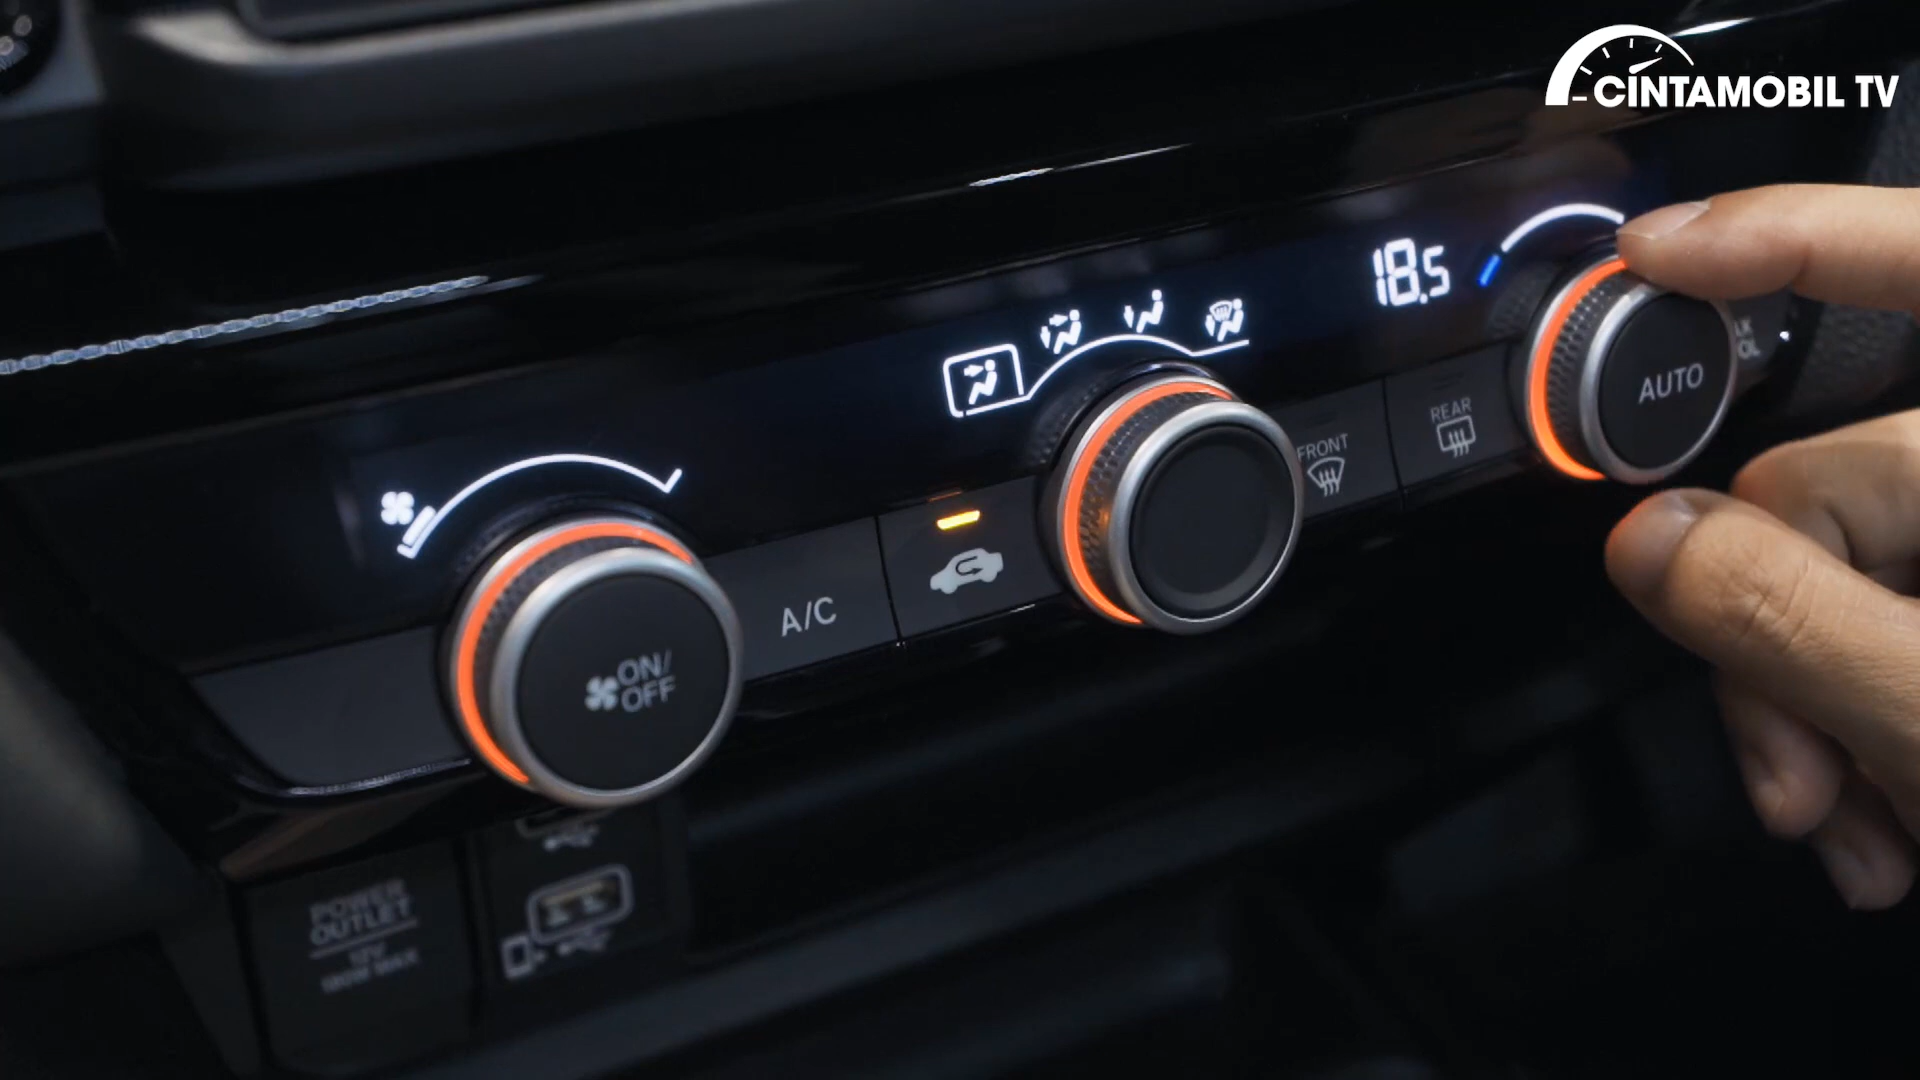 CINTAMOBIL TV
18.5
AUTO
REAR
FRONT
A/C
ON/
OFF
POWER
OUTLET